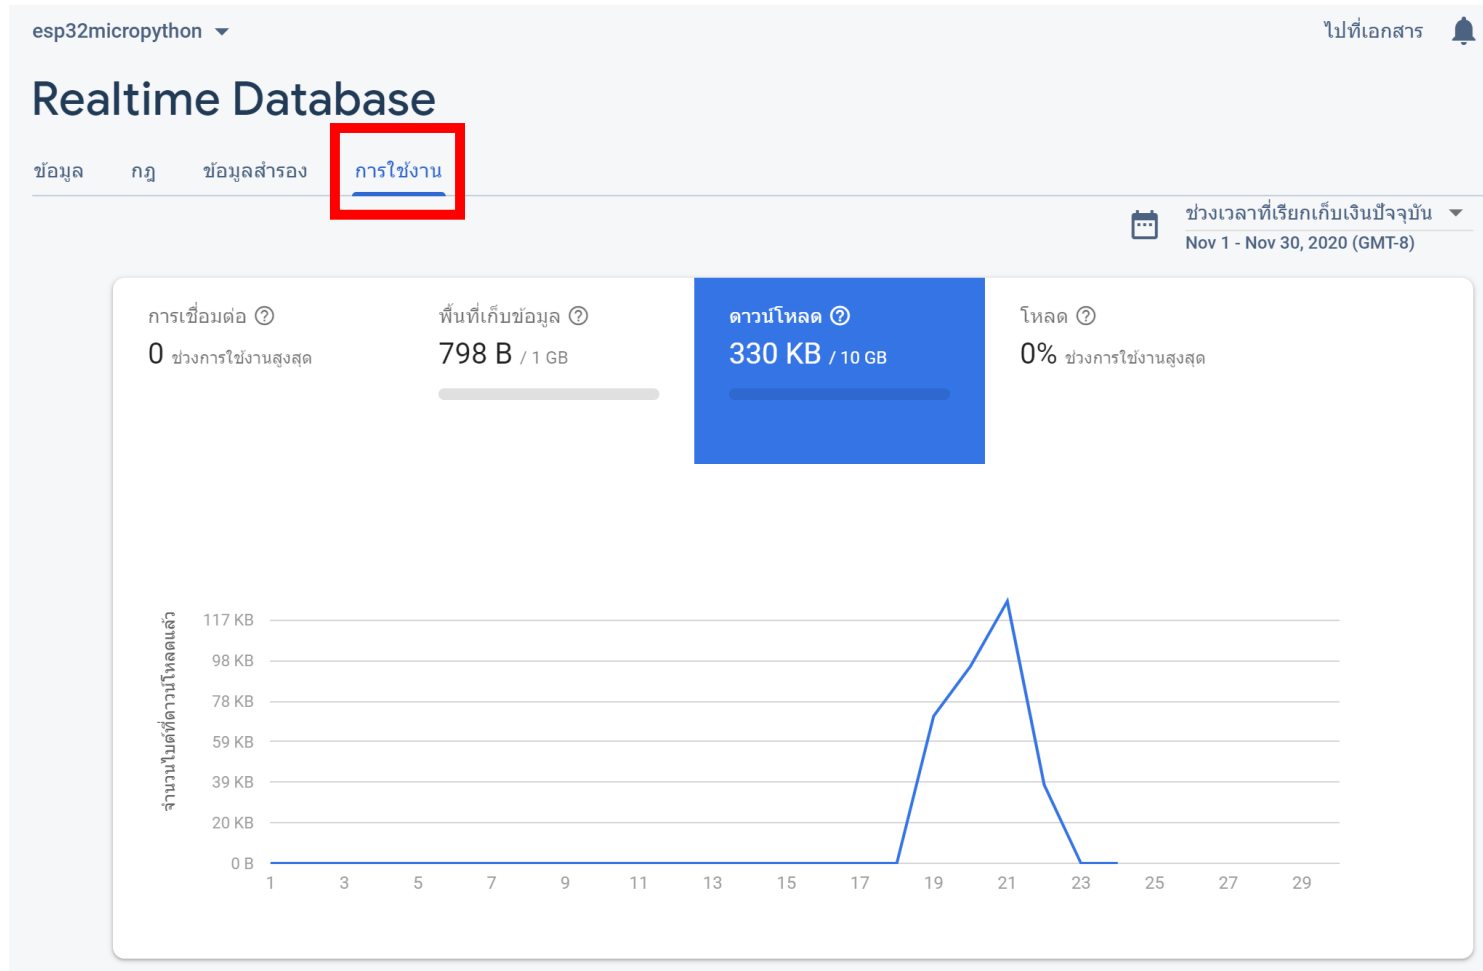 esp32micropython
ไปที่เอกสาร
Realtime Database
ข้อมูล กฎ ข้อมูลสำรอง การใช้งาน
ช่วงเวลาที่เรียกเก็บเงินปัจจุบัน
Nov 1 - Nov 30, 2020 (GMT-8)
การเชื่อมต่อ
0 ช่วงการใช้งานสูงสุด
พื้นที่เก็บข้อมูล
798 B / 1 GB
ดาวน์โหลด
330 KB / 10 GB
โหลด
0% ช่วงการใช้งานสูงสุด
จำนวนไบต์ที่ดาวน์โหลดแล้ว
117 KB
98 KB
78 KB
59 KB
39 KB
20 KB
0 B
1 3 5 7 9 11 13 15 17 19 21 23 25 27 29